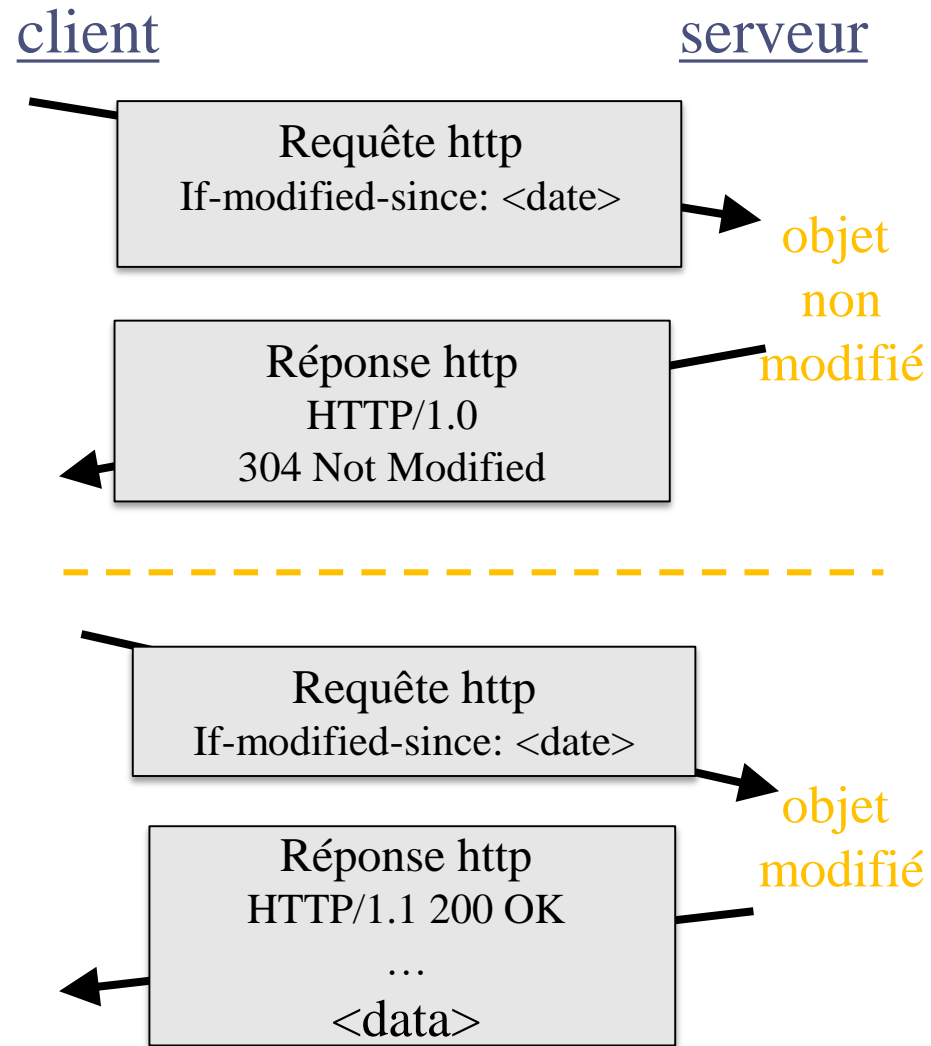 client
serveur
Requête http
If-modified-since: <date>
objet
non
modifié
Réponse http
HTTP/1.0
304 Not Modified
Requête http
If-modified-since: <date>
objet
modifié
Réponse http
HTTP/1.1 200 OK
…
<data>